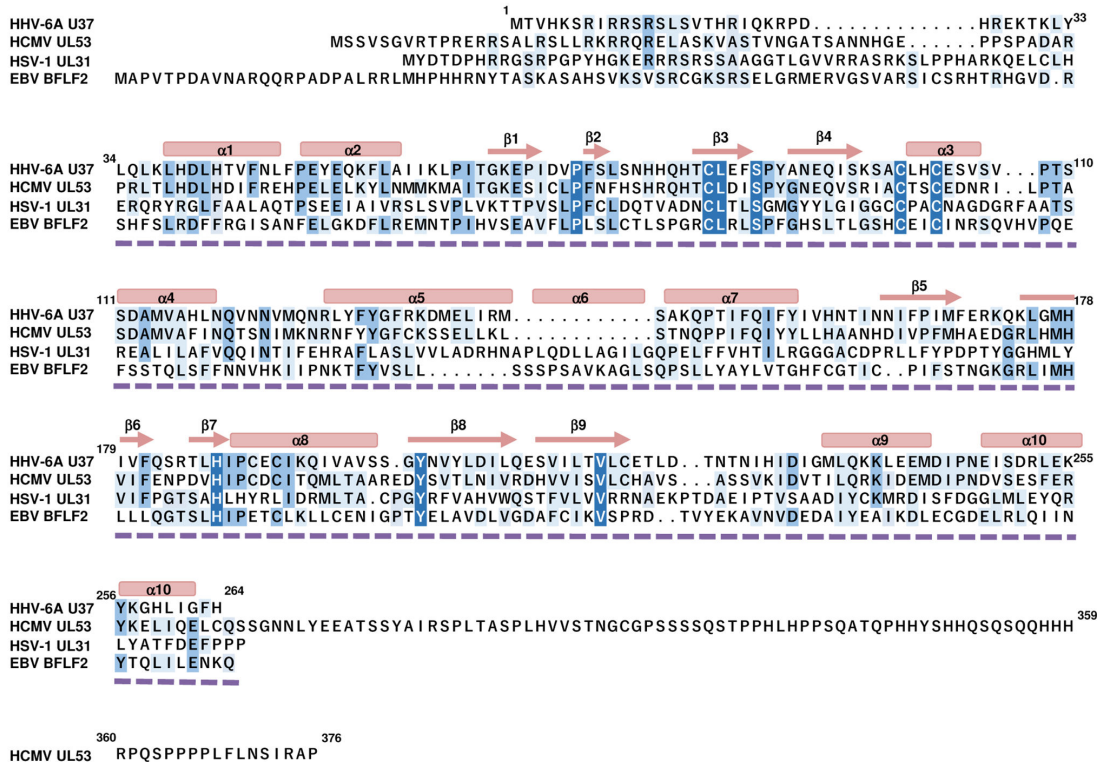 1
HHV-6A U37 MTVHKSRIRRSRSLSVTHRIQKRPD..............HREKTKLY 33
HCMV UL53 MSSVSGVRTPRERRSALRSLLRKRRQRELASKVASTVNGATSANNHGE......PPSPADAR
HSV-1 UL31 MYDTDPHRRGSRPGPYHGKERRRSRSSAAGGTLGVVRRASRKSLPPHARKQELCLH
EBV BFLF2 MAPVTPDAVNARQQRPADPALRRLMHPHHRNYTASKASAHSVKSVSRCGKSRSELGRMERVGSVARSICSRHTRHGVD.R
α1 α2 β1 β2 β3 β4 α3
34
HHV-6A U37 LQLKLHDLHTVFNLFPEYEQKFLAIIKLPITGKEPIDVPFSLSNHHQHTCLEFSPYANEQISKSACLHCESVSV...PTS 110
HCMV UL53 PRLTLHDLHDIFREHPELELKYLNMMKMAITGKESICLPFNFHSHRQHTCLDISPYGNEQVSRIACTSCEDNRI..LPTA
HSV-1 UL31 ERQRYRGLFAALAQTPSEEIAIVRSLSVPLVKTTPVSLPFCLDQTVADNCLTLSGMGYYLGIGGCCPACNAGDGRFAATS
EBV BFLF2 SHFSLRDFFRGISANFELGKDFLREMNTPIHVSEAVFLPLSLCTLSPGRCLRLSPFGHSLTLGSHCEICINRSQVHVPQE
α4 α5 α6 α7 β5
111
HHV-6A U37 SDAMVAHLNQVNNVMQNRLYFYGFRKDMELIRM............SAKQPTIFQIFYIVHNTINNIFPIMFERKQKLGMH 178
HCMV UL53 SDAMVAFINQTSNIMKNRNFYYGFCKSSELLKL............STNQPPIFQIYYLLHAANHDIVPFMHAEDGRLHMH
HSV-1 UL31 REALILAFVQQINTIFEHRAFLASLVVLADRHNAPLQDLLAGILGQPELFFVHTILRGGGACDPRLLFYPDPTYGGHMLY
EBV BFLF2 FSSTQLSFFNNVHKIIPNKTFYVSLL.......SSSPSAVKAGLSQPSLLYAYLVTGHFCGTIC..PIFSTNGKGRLIMH
β6 β7 α8 β8 β9 α9 α10
179
HHV-6A U37 IVFQSRTLHIPCECIKQIVAVSS.GYNVYLDILQESVILTVLCETLD..TNTNIHIDIGMLQKKLEEMDIPNEISDRLEK 255
HCMV UL53 VIFENPDVHIPCDCITQMLTAAREDYSVTLNIVRDHVVISVLCHAVS...ASSVKIDVTILQRKIDEMDIPNDVSESFER
HSV-1 UL31 VIFPGTSAHLHYRLIDRMLTA.CPGYRFVAHVWQSTFVLVVRRNAEKPTDAEIPTVSAADIYCKMRDISFDGGLMLEYQR
EBV BFLF2 LLLQGTSLHIPETCLKLLCENIGPTYELAVDLVGDAFCIKVSPRD..TVYEKAVNVDEDAIYEAIKDLECGDELRLQIIN
α10
256 264
HHV-6A U37 YKGHLIGFH
HCMV UL53 YKELIQELCQSSGNNLYEEATSSYAIRSPLTASPLHVVSTNGCGPSSSSQSTPPHLHPPSQATQPHHYSHHQSQSQQHHH 359
HSV-1 UL31 LYATFDEFPPP
EBV BFLF2 YTQLILENKQ
360 376
HCMV UL53 RPQSPPPPLFLNSIRAP